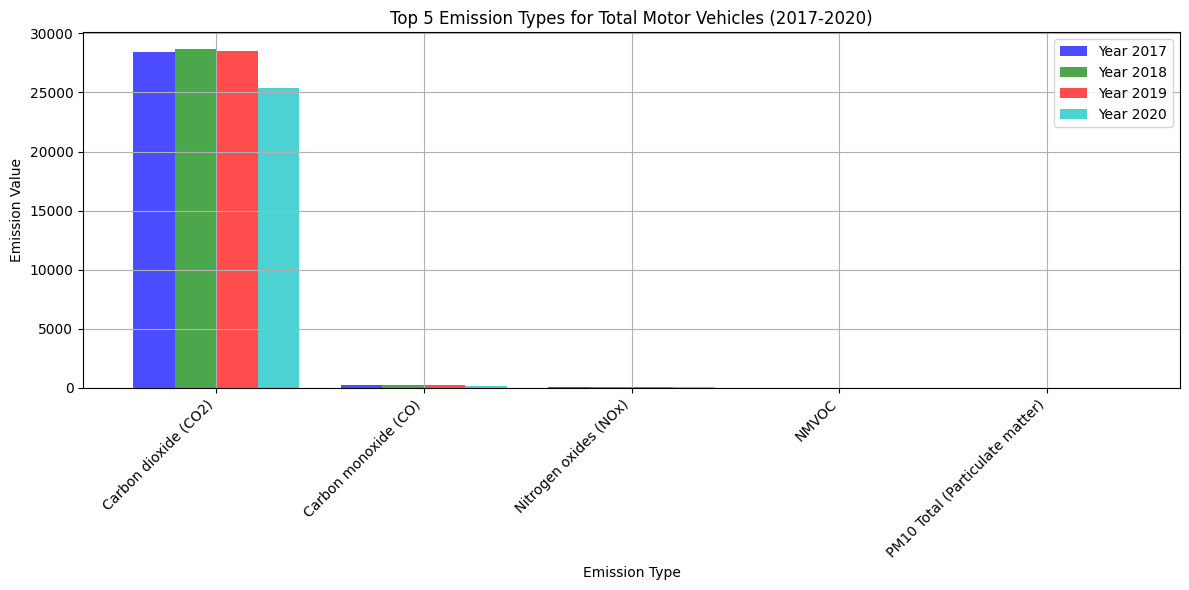 Top 5 Emission Types for Total Motor Vehicles (2017-2020)
30000
25000
20000
15000
10000
5000
0
Emission Value
Year 2017
Year 2018
Year 2019
Year 2020
Carbon dioxide (CO2)
Carbon monoxide (CO)
Nitrogen oxides (NOx)
NMVOC
PM10 Total (Particulate matter)
Emission Type